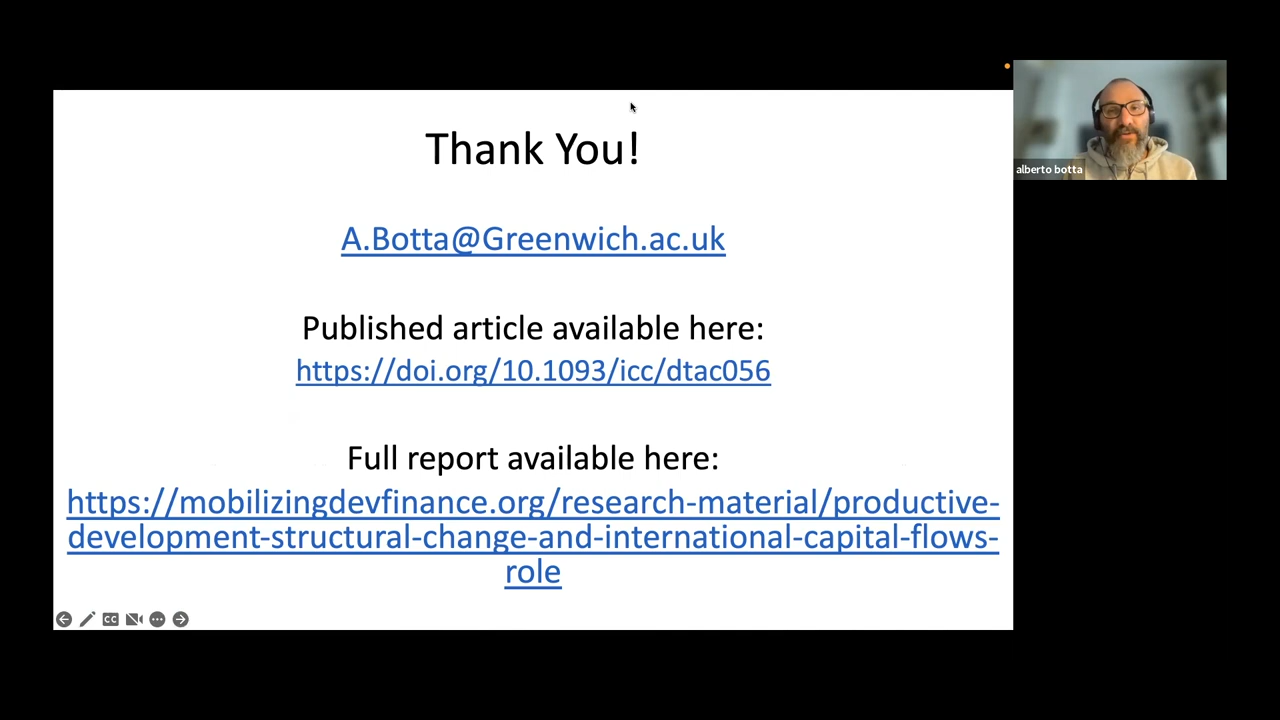 Thank You!
A.Botta@Greenwich.ac.uk
Published article available here:
https://doi.org/10.1093/icc/dtac056
Full report available here:
https://mobilizingdevfinance.org/research-material/productive-
development-structural-change-and-international-capital-flows-
role
CC
alberto botta